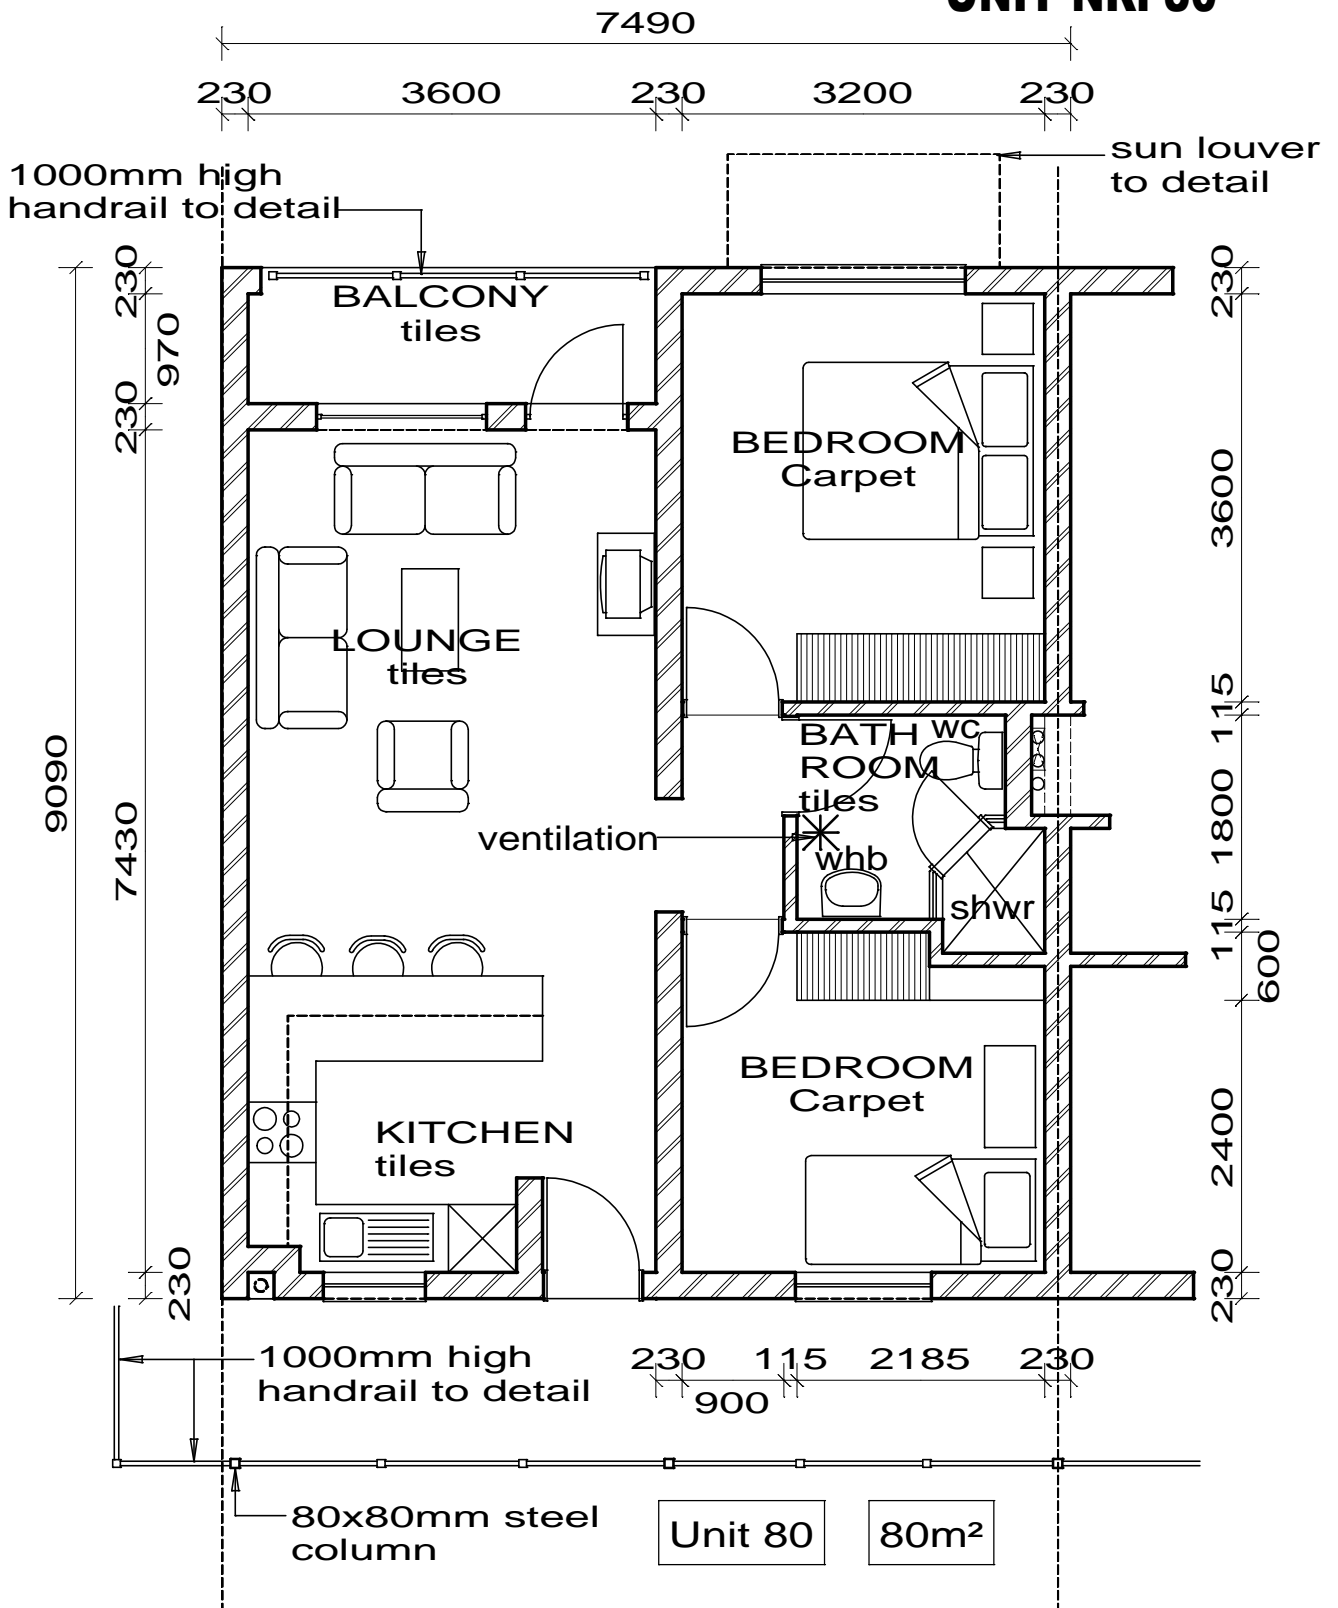 7490
230 3600 230 3200 230
sun louver
to detail
1000mm high
handrail to detail
230
970
230
7430
230
9090
BALCONY
tiles
BEDROOM
Carpet
LOUNGE
tiles
BATH
ROOM
tiles
wc
ventilation
whb
shwr
BEDROOM
Carpet
KITCHEN
tiles
230
3600
115
1800
115
600
2400
230
1000mm high
handrail to detail
230 115 2185 230
900
80x80mm steel
column
Unit 80
80m²